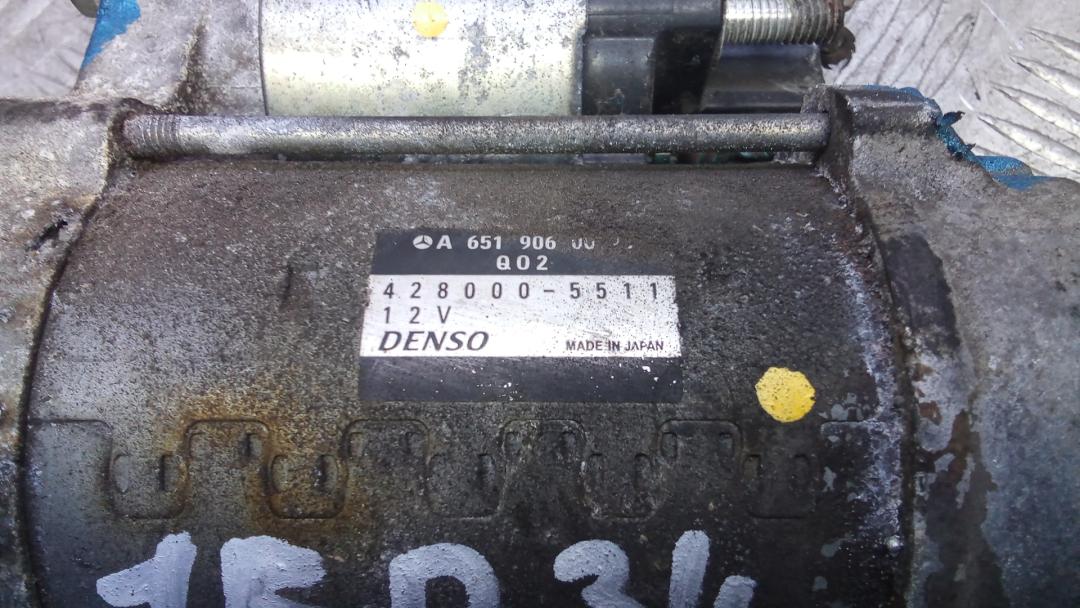 A 651 906
Q02
428000-5511
12V
DENSO
MADE IN JAPAN